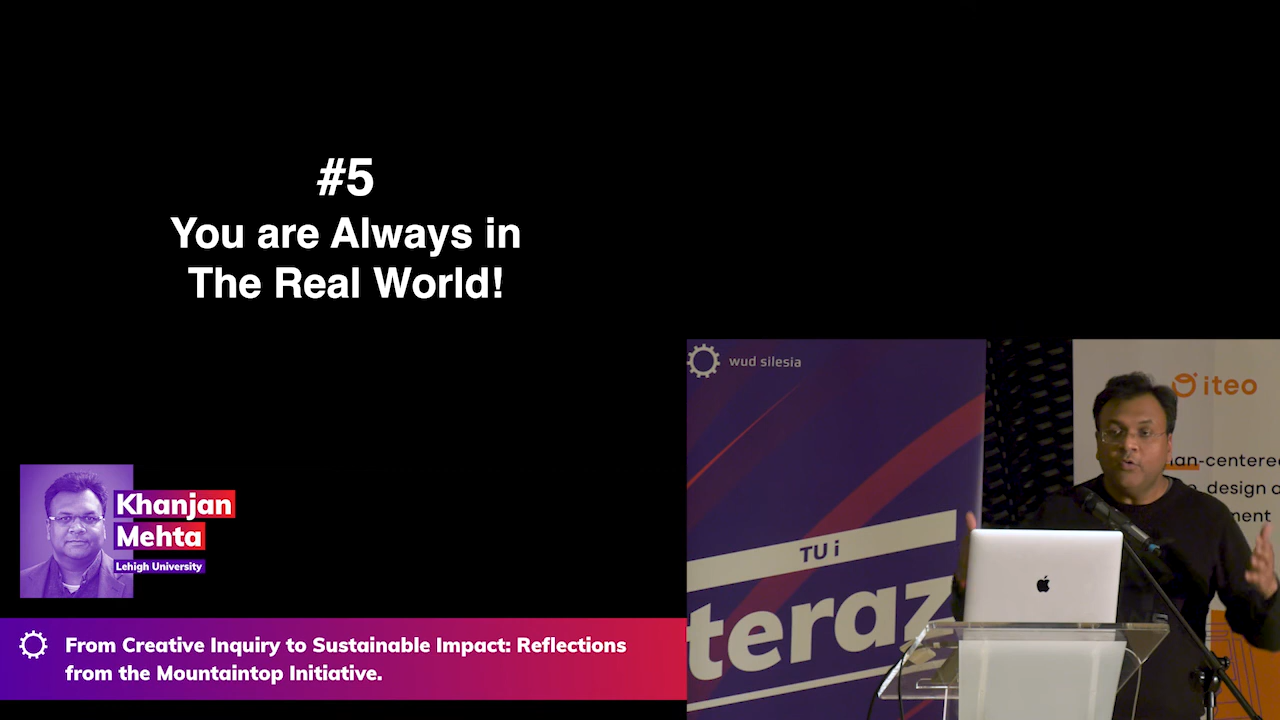 #5
You are Always in
The Real World!
wud silesia
iteo
an-centered
design a
ment
TU i
teraz
Khanjan
Mehta
Lehigh University
From Creative Inquiry to Sustainable Impact: Reflections
from the Mountaintop Initiative.